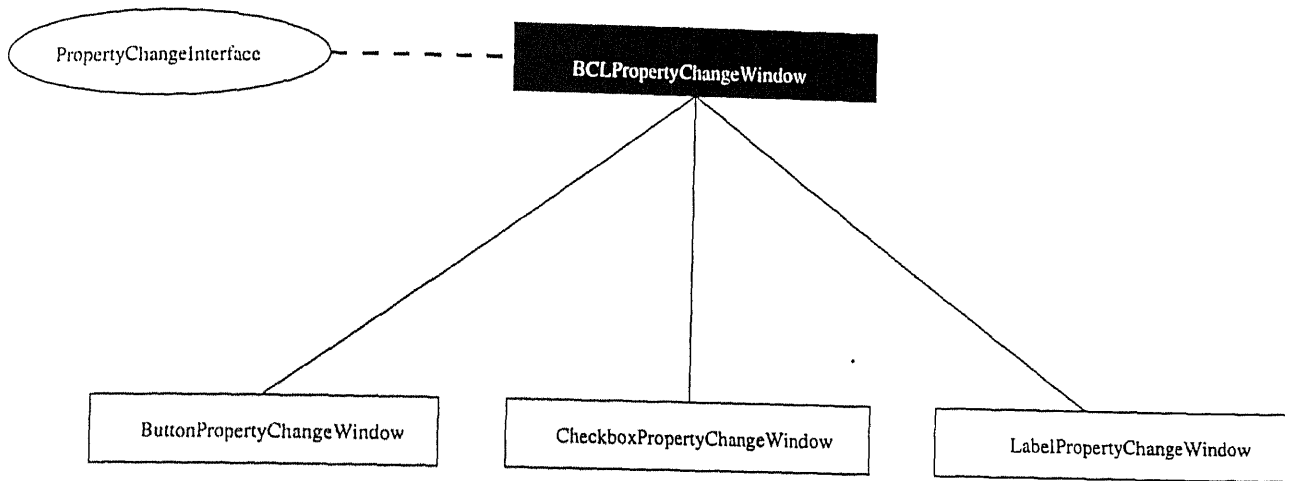 PropertyChangeInterface
BCLPropertyChangeWindow
ButtonPropertyChangeWindow
CheckboxPropertyChangeWindow
LabelPropertyChangeWindow